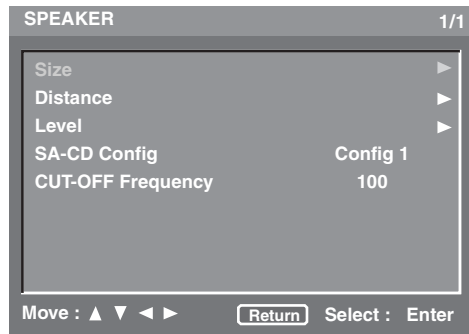 SPEAKER 1/1
Size ►
Distance ►
Level ►
SA-CD Config Config 1
CUT-OFF Frequency 100
Move : ▲ ▼ ◄ ► Return Select : Enter